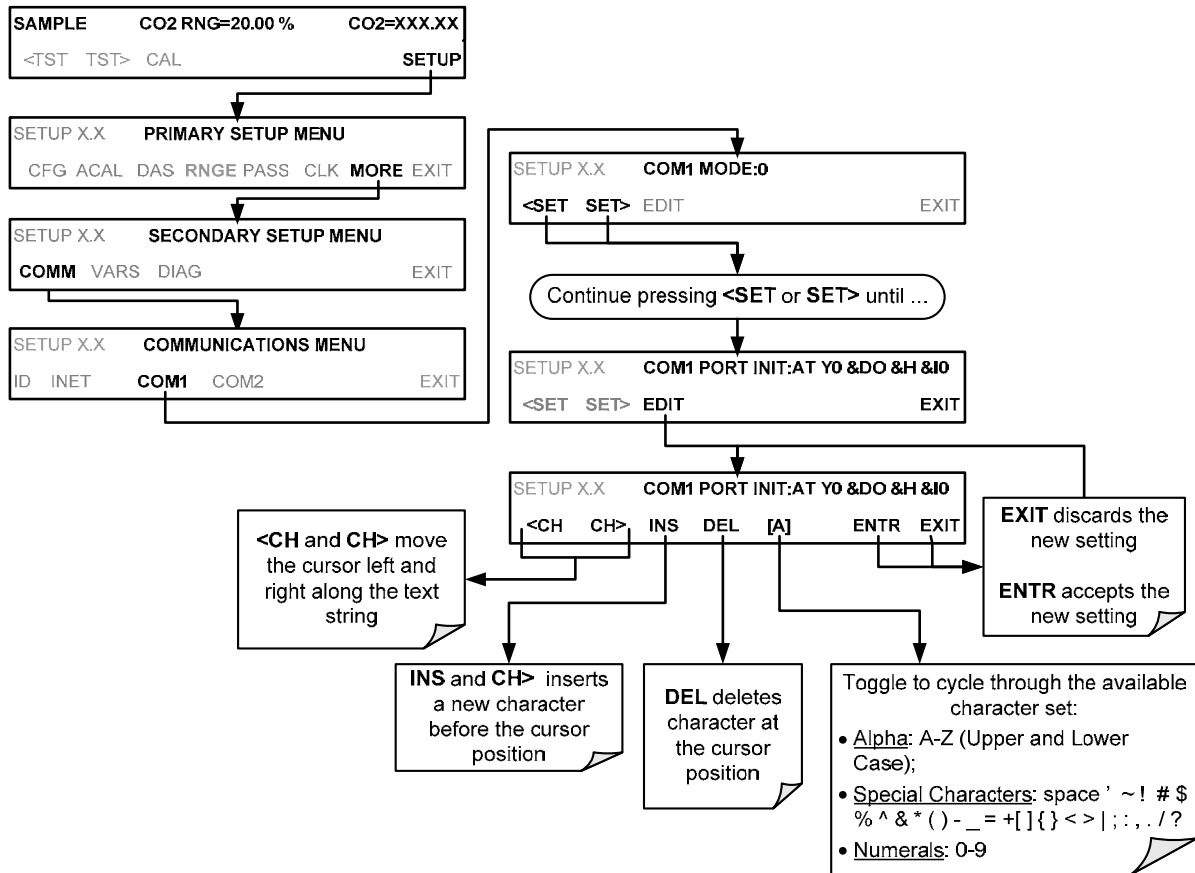 SAMPLE CO2 RNG=20.00 % CO2=XXX.XX
<TST TST> CAL SETUP
SETUP X.X PRIMARY SETUP MENU
CFG ACAL DAS RNGE PASS CLK MORE EXIT
SETUP X.X SECONDARY SETUP MENU
COMM VARS DIAG EXIT
SETUP X.X COMMUNICATIONS MENU
ID INET COM1 COM2 EXIT
SETUP X.X COM1 MODE:0
<SET SET> EDIT EXIT
Continue pressing <SET or SET> until ...
SETUP X.X COM1 PORT INIT:AT Y0 &DO &H &I0
<SET SET> EDIT EXIT
SETUP X.X COM1 PORT INIT:AT Y0 &DO &H &I0
<CH CH> INS DEL [A] ENTR EXIT
<CH and CH> move
the cursor left and
right along the text
string
EXIT discards the
new setting
ENTR accepts the
new setting
INS and CH> inserts
a new character
before the cursor
position
DEL deletes
character at
the cursor
position
Toggle to cycle through the available
character set:
• Alpha: A-Z (Upper and Lower
Case);
• Special Characters: space ' ~ ! # $
% ^ & * ( ) - _ = +[ ] { } < > | ; : , . / ?
• Numerals: 0-9